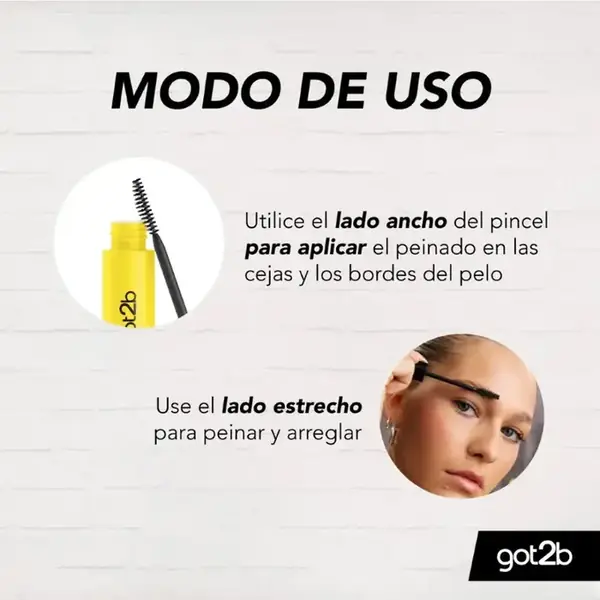 MODO DE USO
Utilice el lado ancho del pincel
para aplicar el peinado en las
cejas y los bordes del pelo
ot2b
Use el lado estrecho
para peinar y arreglar
got2b